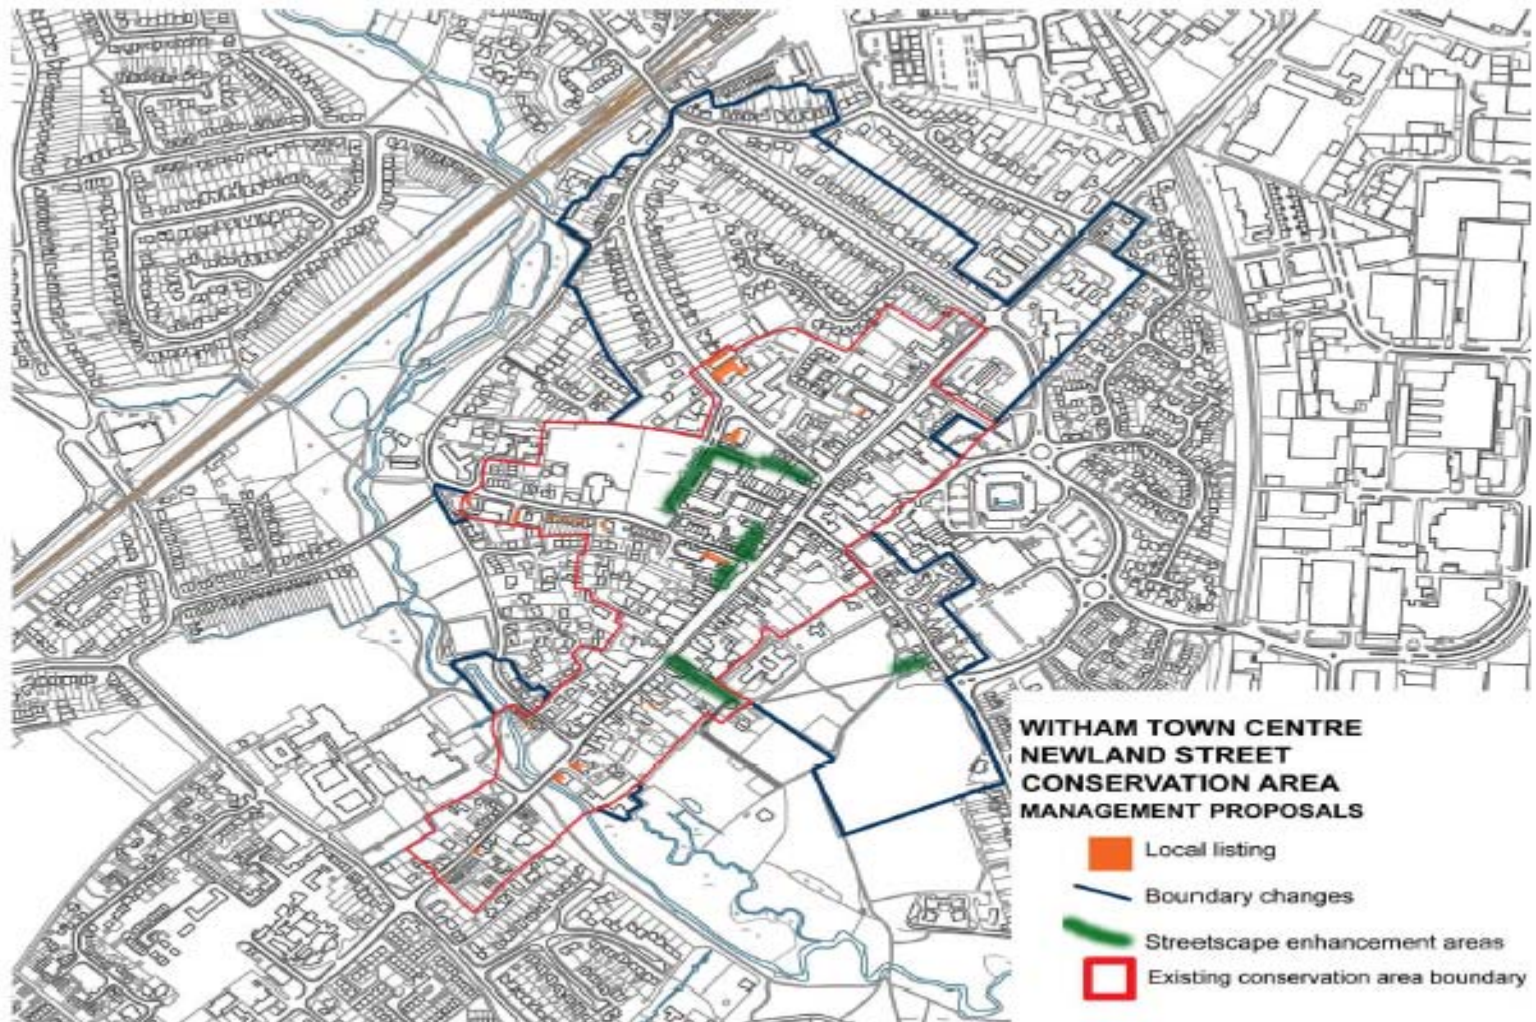 WITHAM TOWN CENTRE
NEWLAND STREET
CONSERVATION AREA
MANAGEMENT PROPOSALS
Local listing
Boundary changes
Streetscape enhancement areas
Existing conservation area boundary